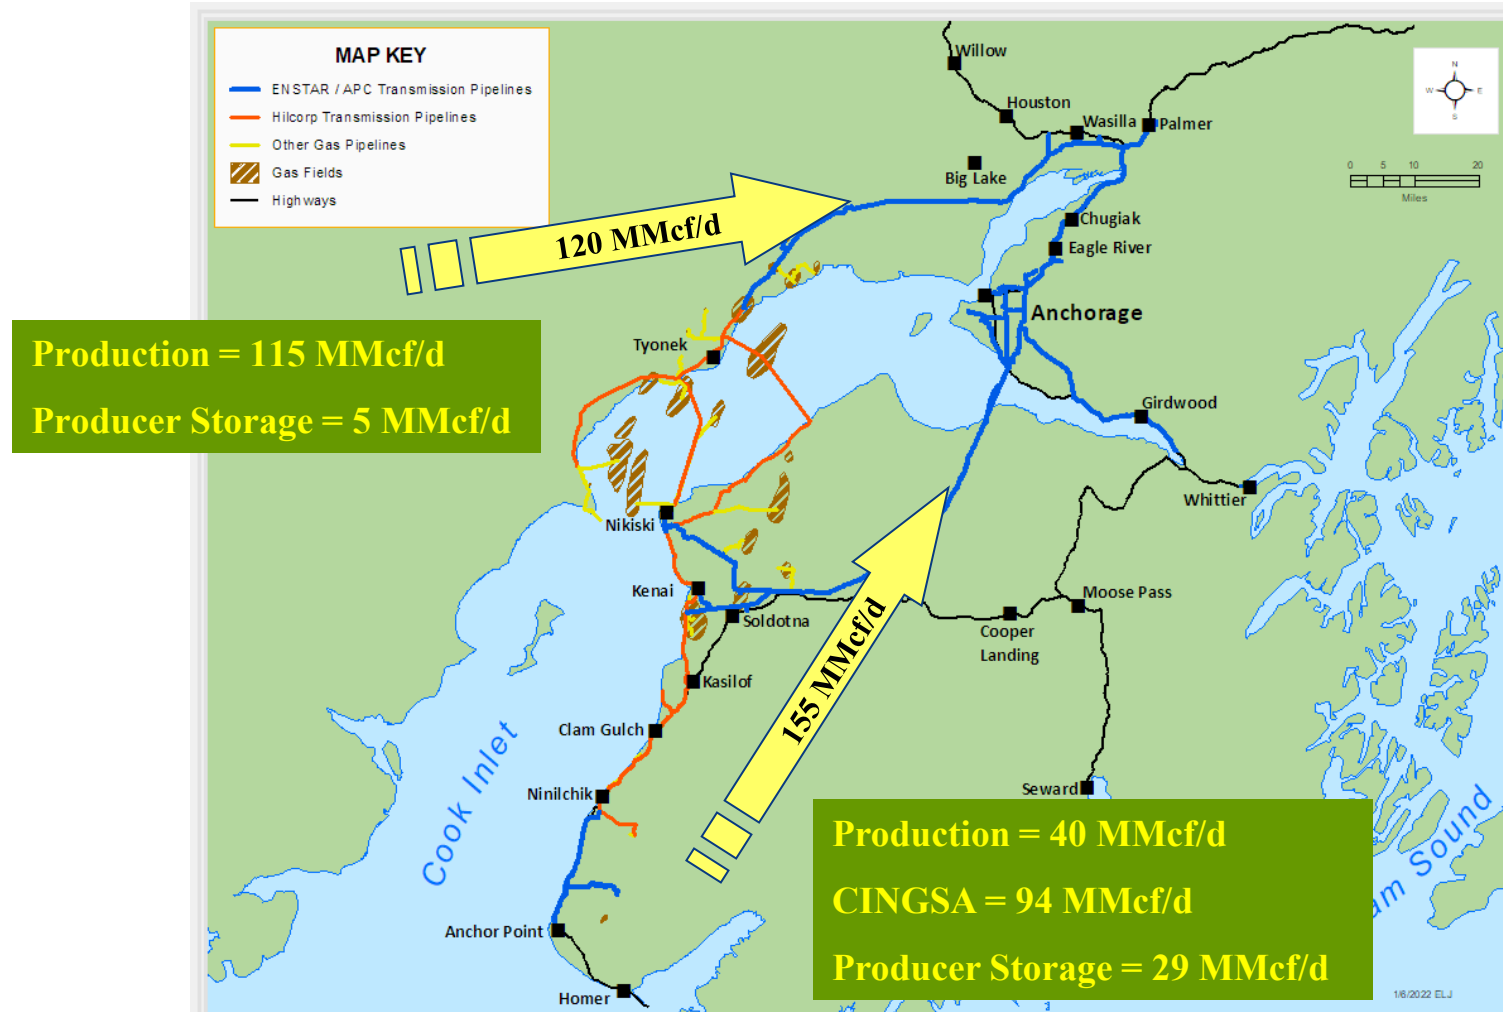 MAP KEY
ENSTAR / APC Transmission Pipelines
Hilcorp Transmission Pipelines
Other Gas Pipelines
Gas Fields
Highways
Willow
Houston
Wasilla
Palmer
Big Lake
N
W
E
S
0 5 10 20
Miles
Chugiak
Eagle River
120 MMcf/d
Anchorage
Production = 115 MMcf/d
Producer Storage = 5 MMcf/d
Tyonek
Girdwood
Whittier
Nikiski
Kenai
Soldotna
Moose Pass
Cooper
Landing
155 MMcf/d
Kasilof
Clam Gulch
Ninilchik
Seward
Cook Inlet
Production = 40 MMcf/d
CINGSA = 94 MMcf/d
Producer Storage = 29 MMcf/d
am Sound
Anchor Point
Homer
1/6/2022 ELJ